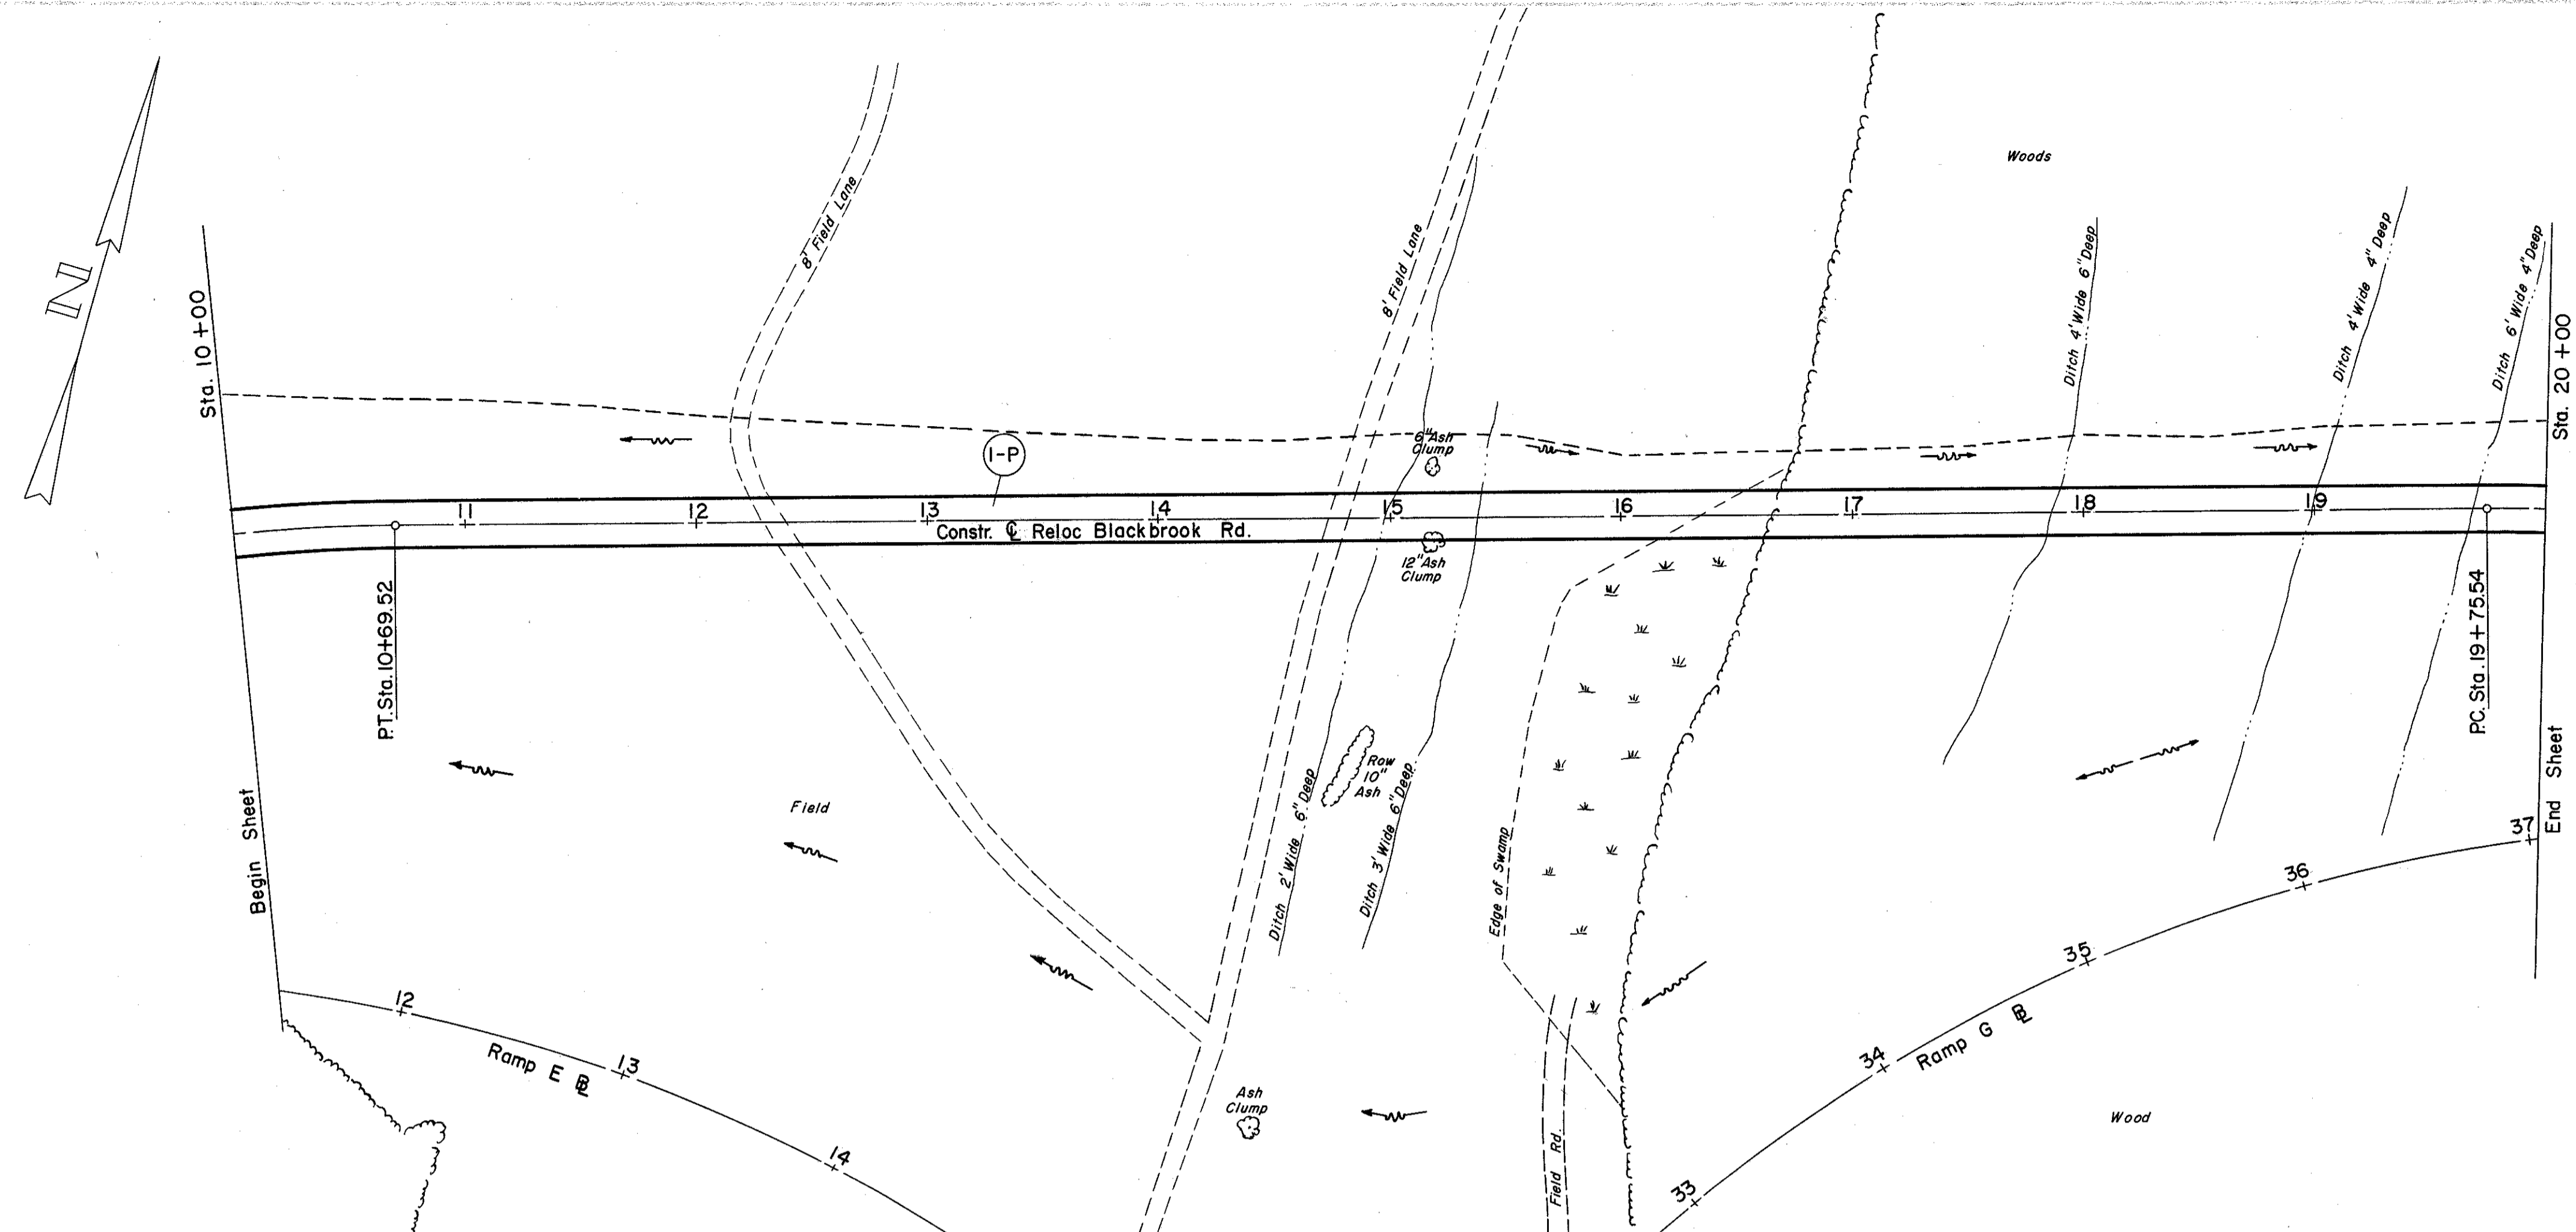 N
Sta. 10+00
8' Field Lane
8' Field Lane
Woods
Ditch 4' Wide 6" Deep
Ditch 4' Wide 4" Deep
Ditch 6' Wide 4" Deep
Sta. 20+00
6" Ash
Clump
1-P
11
12
13
14
15
16
17
18
19
Constr. ℄ Reloc Blackbrook Rd.
12" Ash
Clump
P.T. Sta. 10+69.52
P.C. Sta. 19+75.54
Begin Sheet
End Sheet
Field
Row
10"
Ash
Ditch 2' Wide 6" Deep
Ditch 3' Wide 6" Deep
Edge of Swamp
12
13
14
Ramp E BL
Ash
Clump
Field Rd.
33
34
35
36
37
Ramp G BL
Wood